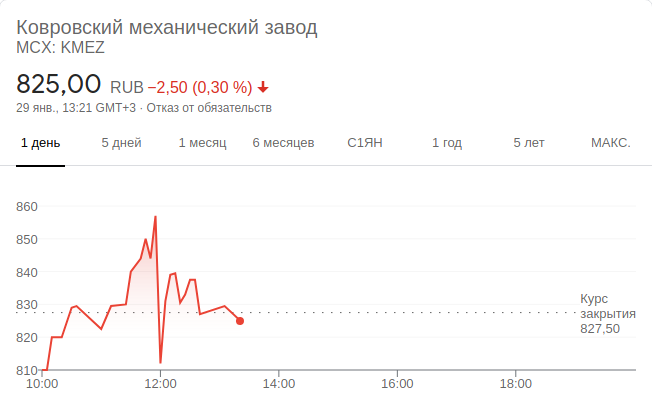 Ковровский механический завод
MCX: KMEZ
825,00 RUB −2,50 (0,30 %)
29 янв., 13:21 GMT+3 · Отказ от обязательств
1 день 5 дней 1 месяц 6 месяцев С1ЯН 1 год 5 лет МАКС.
860
850
840
830
820
810
Курс
закрытия
827,50
10:00 12:00 14:00 16:00 18:00